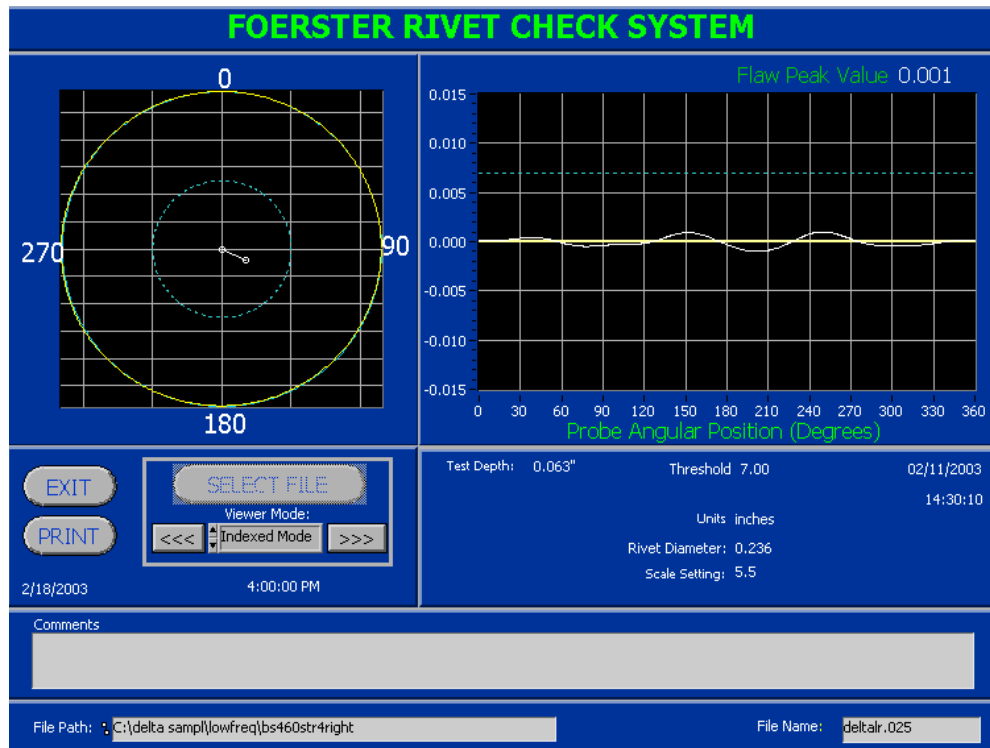 FOERSTER RIVET CHECK SYSTEM
0
270
90
180
Flaw Peak Value 0.001
0.015
0.010
0.005
0.000
-0.005
-0.010
-0.015
0 30 60 90 120 150 180 210 240 270 300 330 360
Probe Angular Position (Degrees)
EXIT
PRINT
SELECT FILE
Viewer Mode:
<<< Indexed Mode >>>
2/18/2003 4:00:00 PM
Test Depth: 0.063" Threshold 7.00 02/11/2003
14:30:10
Units inches
Rivet Diameter: 0.236
Scale Setting: 5.5
Comments
File Path: C:\delta sampl\lowfreq\bs460str4right
File Name: deltalr.025